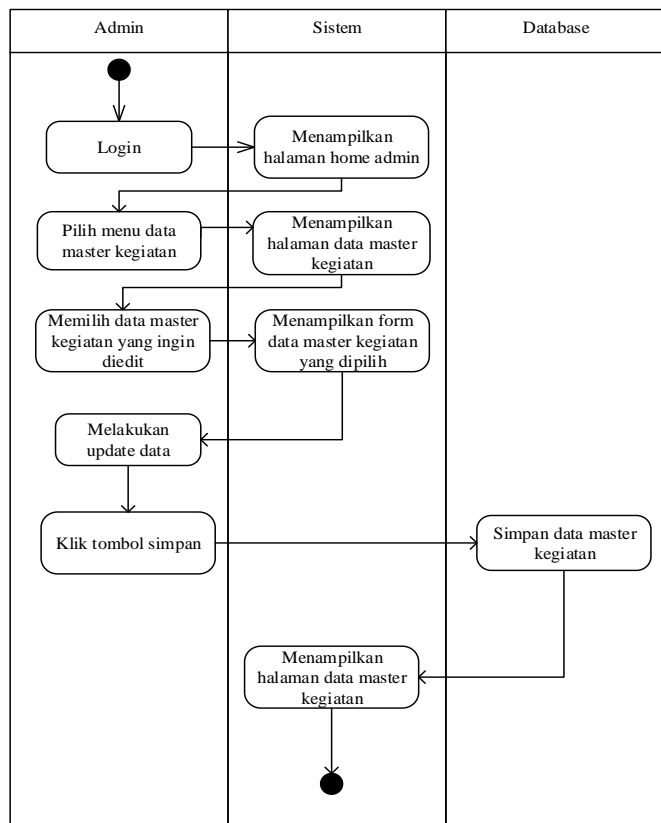 Admin
Sistem
Database
Login
Menampilkan
halaman home admin
Pilih menu data
master kegiatan
Menampilkan
halaman data master
kegiatan
Memilih data master
kegiatan yang ingin
diedit
Menampilkan form
data master kegiatan
yang dipilih
Melakukan
update data
Klik tombol simpan
Simpan data master
kegiatan
Menampilkan
halaman data master
kegiatan